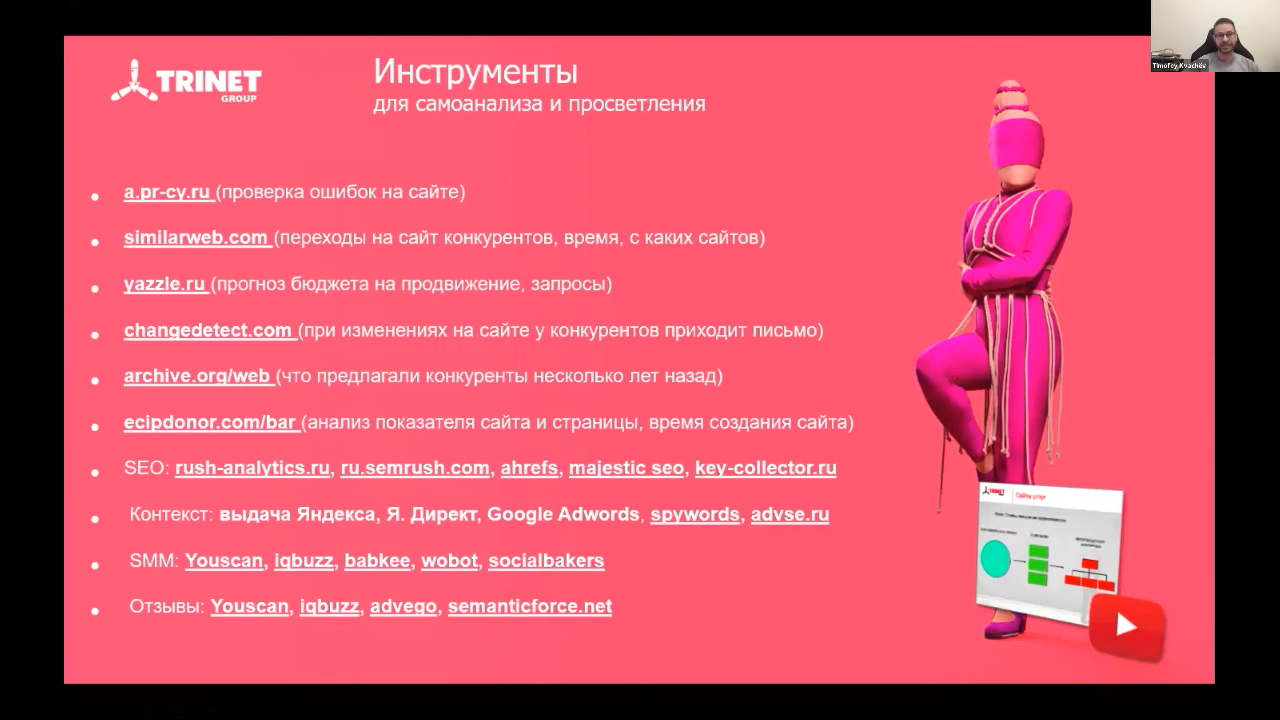 TRINET
GROUP
Инструменты
для самоанализа и просветления
Timofey Kvachëv
• a.pr-cy.ru (проверка ошибок на сайте)
• similarweb.com (переходы на сайт конкурентов, время, с каких сайтов)
• yazzle.ru (прогноз бюджета на продвижение, запросы)
• changedetect.com (при изменениях на сайте у конкурентов приходит письмо)
• archive.org/web (что предлагали конкуренты несколько лет назад)
• ecipdonor.com/bar (анализ показателя сайта и страницы, время создания сайта)
• SEO: rush-analytics.ru, ru.semrush.com, ahrefs, majestic seo, key-collector.ru
• Контекст: выдача Яндекса, Я. Директ, Google Adwords, spywords, advse.ru
• SMM: Youscan, iqbuzz, babkee, wobot, socialbakers
• Отзывы: Youscan, iqbuzz, advego, semanticforce.net
TRINET